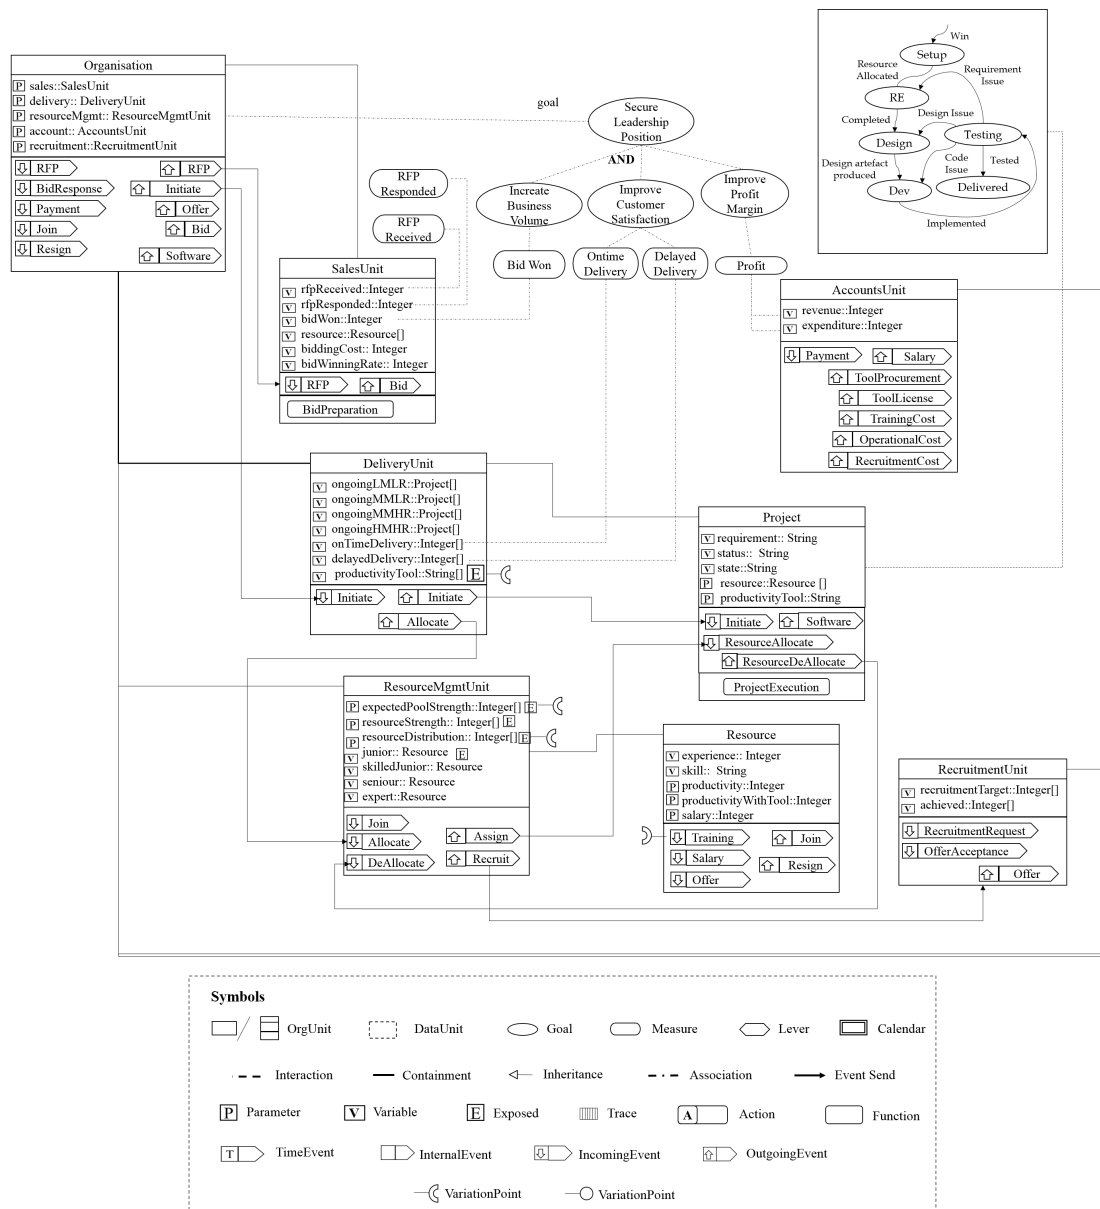 Organisation
P sales::SalesUnit
P delivery:: DeliveryUnit
P resourceMgmt:: ResourceMgmtUnit
P account:: AccountsUnit
P recruitment::RecruitmentUnit
RFP
RFP
BidResponse
Initiate
Payment
Offer
Join
Bid
Resign
Software
goal
Secure
Leadership
Position
AND
RFP
Responded
RFP
Received
Increate
Business
Volume
Improve
Customer
Satisfaction
Improve
Profit
Margin
Bid Won
Ontime
Delivery
Delayed
Delivery
Profit
Win
Setup
Resource
Allocated
Requirement
Issue
RE
Completed
Design Issue
Design
Testing
Design artefact
produced
Code
Issue
Tested
Dev
Delivered
Implemented
SalesUnit
V rfpReceived::Integer
V rfpResponded::Integer
V bidWon::Integer
V resource::Resource[]
V biddingCost:: Integer
V bidWinningRate:: Integer
RFP
Bid
BidPreparation
AccountsUnit
V revenue::Integer
V expenditure::Integer
Payment
Salary
ToolProcurement
ToolLicense
TrainingCost
OperationalCost
RecruitmentCost
DeliveryUnit
V ongoingLMLR::Project[]
V ongoingMMLR::Project[]
V ongoingMMHR::Project[]
V ongoingHMHR::Project[]
V onTimeDelivery::Integer[]
V delayedDelivery::Integer[]
V productivityTool::String[] E
Initiate
Initiate
Allocate
Project
V requirement:: String
V status:: String
V state::String
P resource::Resource []
P productivityTool::String
Initiate
Software
ResourceAllocate
ResourceDeAllocate
ProjectExecution
ResourceMgmtUnit
P expectedPoolStrength::Integer[] E
P resourceStrength:: Integer[] E
P resourceDistribution:: Integer[] E
V junior:: Resource E
V skilledJunior:: Resource
V seniour:: Resource
V expert::Resource
Join
Assign
Allocate
DeAllocate
Recruit
Resource
V experience:: Integer
V skill:: String
P productivity::Integer
P productivityWithTool::Integer
P salary::Integer
Training
Join
Salary
Resign
Offer
RecruitmentUnit
V recruitmentTarget::Integer[]
V achieved::Integer[]
RecruitmentRequest
OfferAcceptance
Offer
Symbols
OrgUnit
DataUnit
Goal
Measure
Lever
Calendar
Interaction
Containment
Inheritance
Association
Event Send
P Parameter
V Variable
E Exposed
Trace
A Action
Function
T TimeEvent
InternalEvent
IncomingEvent
OutgoingEvent
VariationPoint
VariationPoint